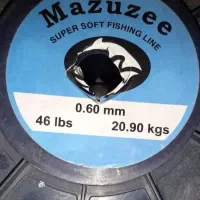 Mazuzee
SUPER SOFT FISHING LINE
0.60 mm
46 lbs 20.90 kgs